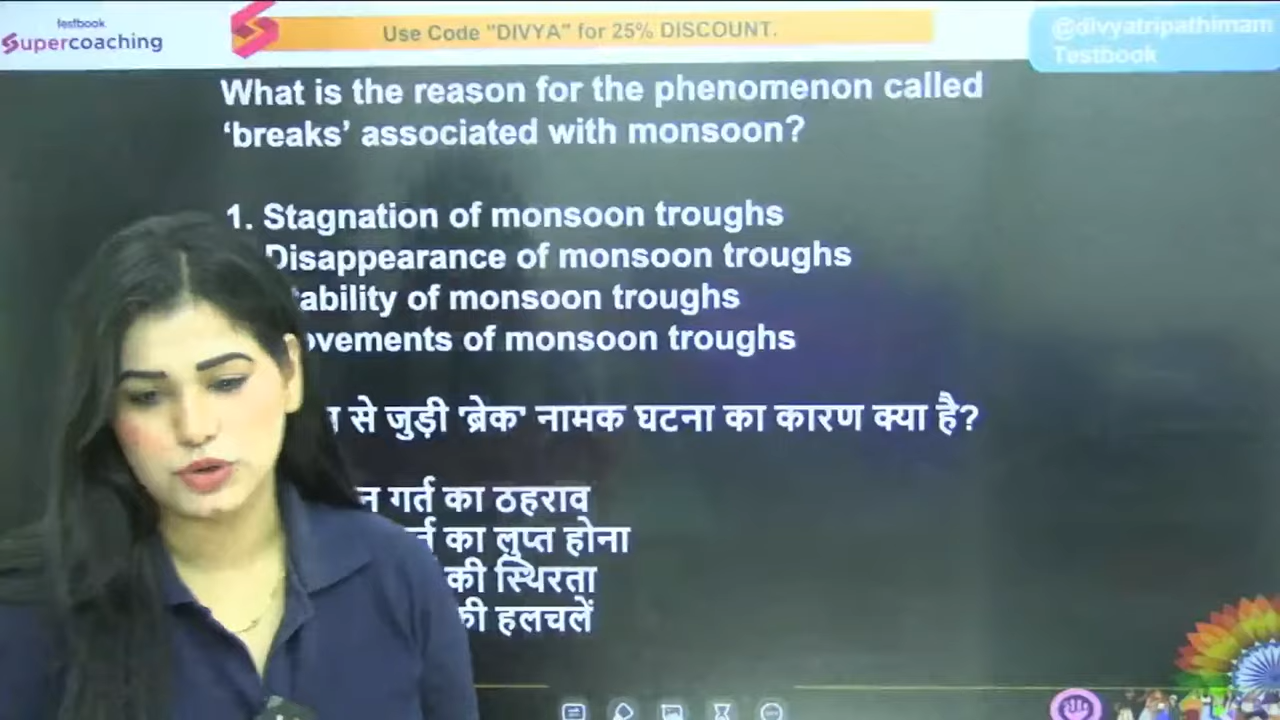 testbook
Supercoaching
Use Code "DIVYA" for 25% DISCOUNT.
@divyatripathimam
Testbook
What is the reason for the phenomenon called
‘breaks’ associated with monsoon?
1. Stagnation of monsoon troughs
Disappearance of monsoon troughs
of monsoon troughs
of monsoon troughs
से जुड़ी 'ब्रेक' नामक घटना का कारण क्या है?
गर्त का ठहराव
का लुप्त होना
की स्थिरता
की हलचलें